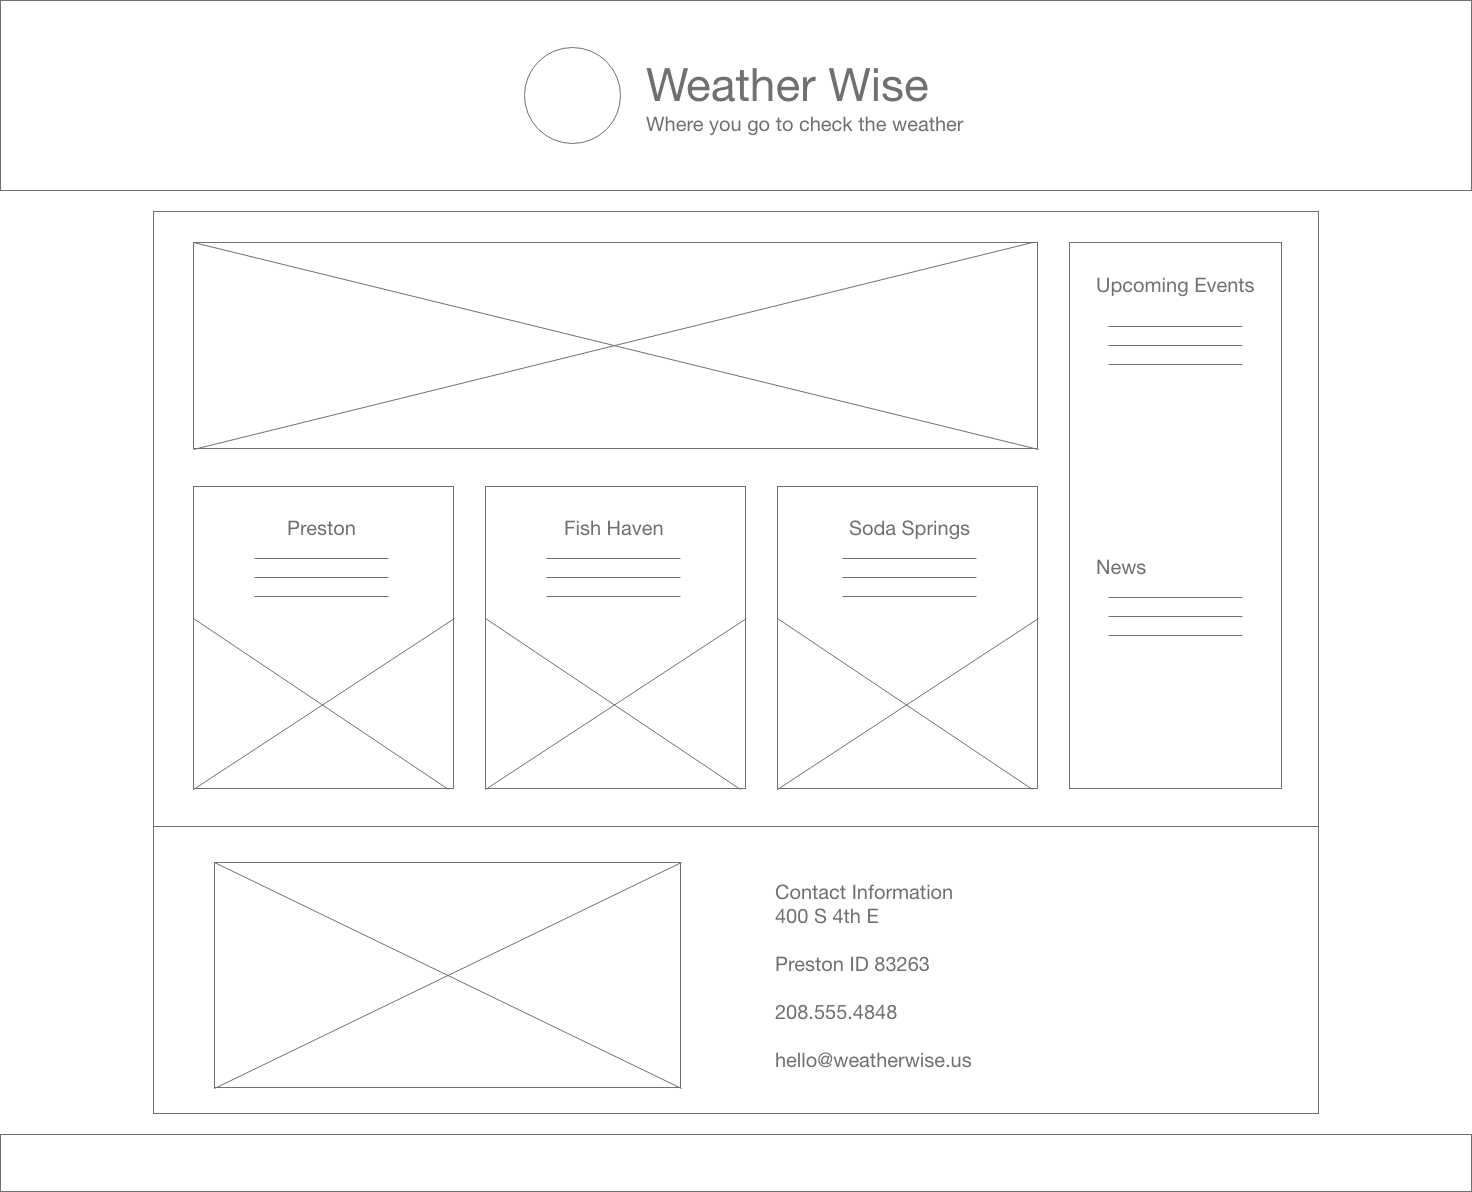 Weather Wise
Where you go to check the weather
Upcoming Events
Preston
Fish Haven
Soda Springs
News
Contact Information
400 S 4th E
Preston ID 83263
208.555.4848
hello@weatherwise.us